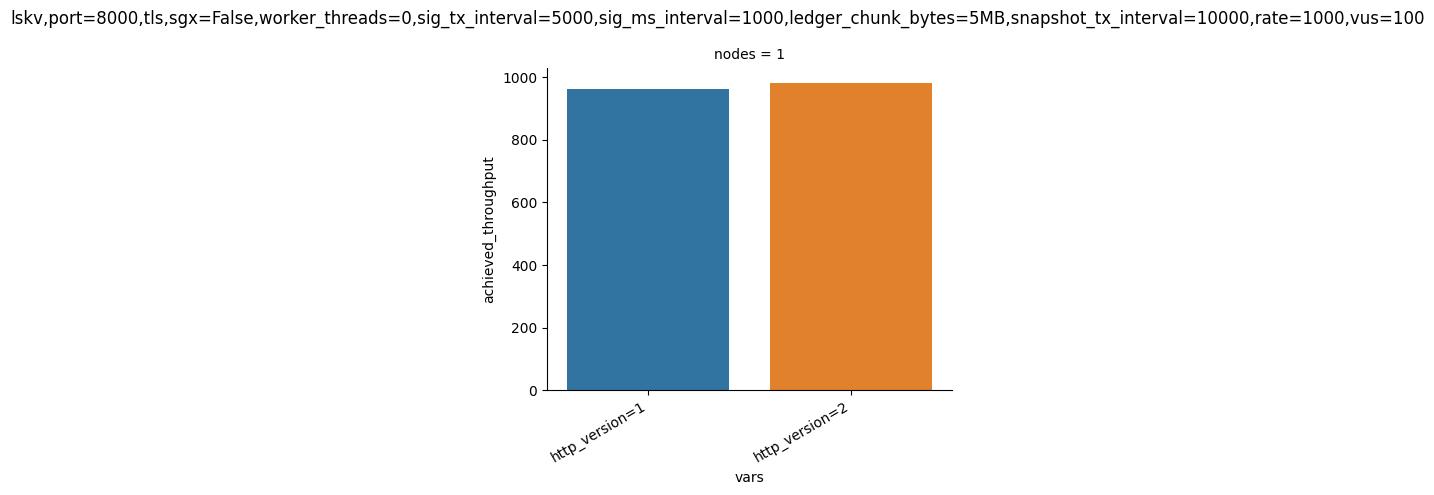 lskv,port=8000,tls,sgx=False,worker_threads=0,sig_tx_interval=5000,sig_ms_interval=1000,ledger_chunk_bytes=5MB,snapshot_tx_interval=10000,rate=1000,vus=100
nodes = 1
1000
800
600
400
200
0
achieved_throughput
http_version=1
http_version=2
vars